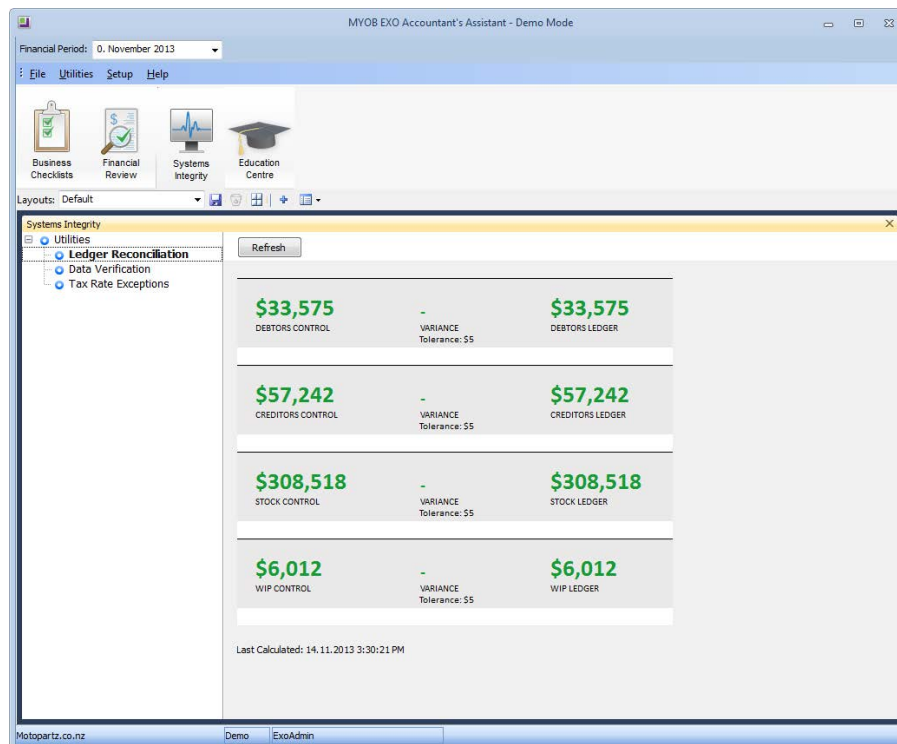 MYOB EXO Accountant's Assistant - Demo Mode
Financial Period: 0. November 2013
File Utilities Setup Help
Business Checklists
Financial Review
Systems Integrity
Education Centre
Layouts: Default
Systems Integrity
Utilities
Ledger Reconciliation
Data Verification
Tax Rate Exceptions
Refresh
$33,575 - $33,575
DEBTORS CONTROL VARIANCE DEBTORS LEDGER
Tolerance: $5
$57,242 - $57,242
CREDITORS CONTROL VARIANCE CREDITORS LEDGER
Tolerance: $5
$308,518 - $308,518
STOCK CONTROL VARIANCE STOCK LEDGER
Tolerance: $5
$6,012 - $6,012
WIP CONTROL VARIANCE WIP LEDGER
Tolerance: $5
Last Calculated: 14.11.2013 3:30:21 PM
Motopartz.co.nz Demo ExoAdmin